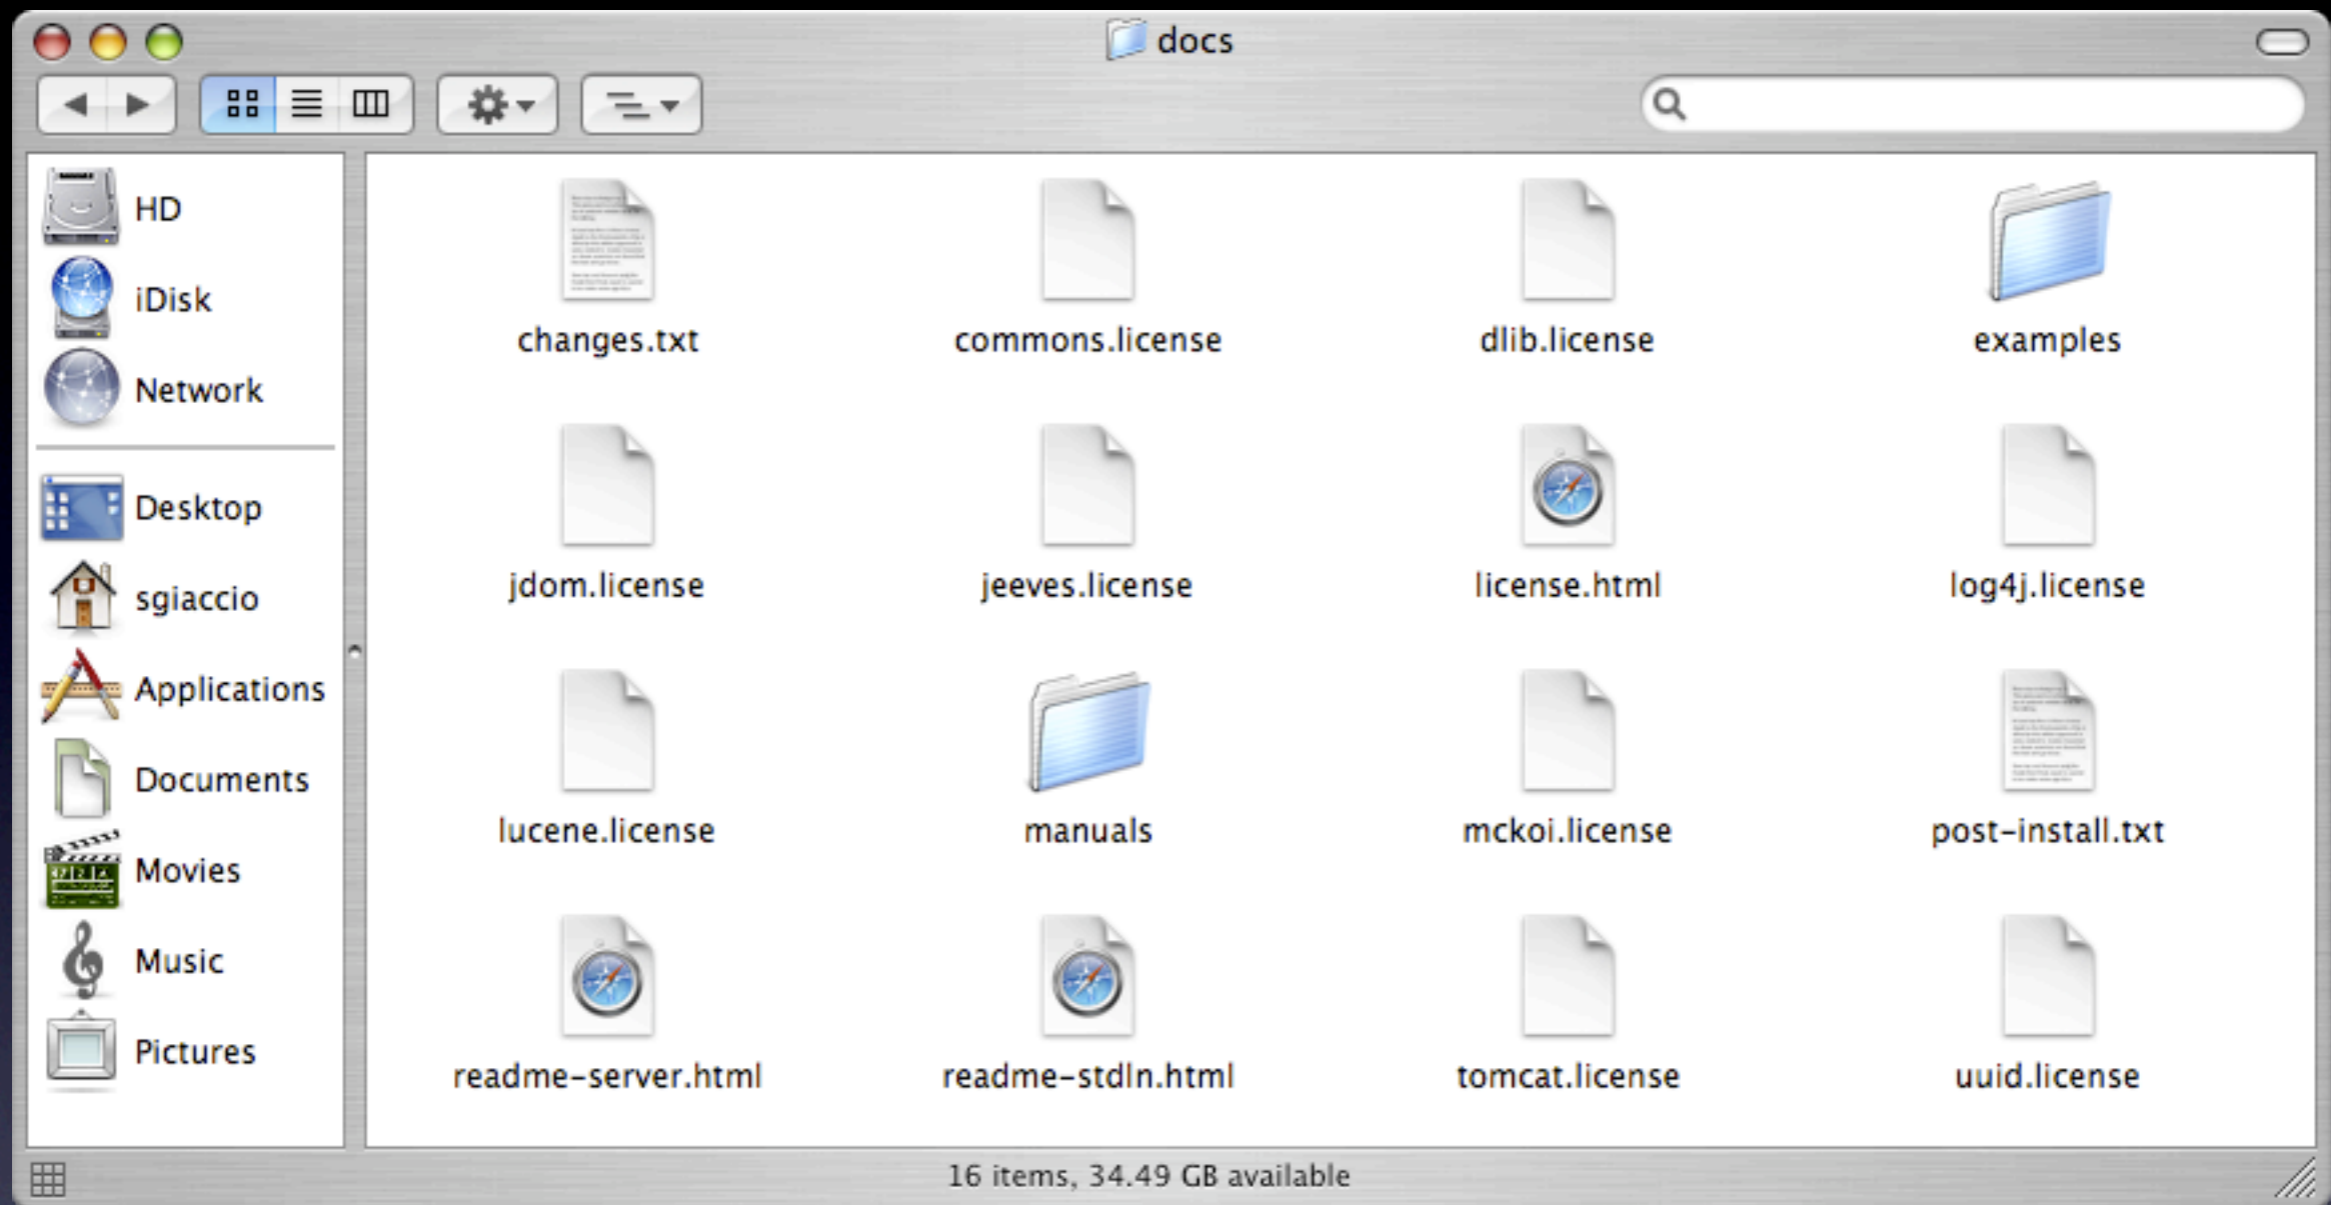 docs
HD
iDisk
Network
Desktop
sgiaccio
Applications
Documents
Movies
Music
Pictures
changes.txt
commons.license
dlib.license
examples
jdom.license
jeeves.license
license.html
log4j.license
lucene.license
manuals
mckoi.license
post-install.txt
readme-server.html
readme-stdln.html
tomcat.license
uuid.license
16 items, 34.49 GB available